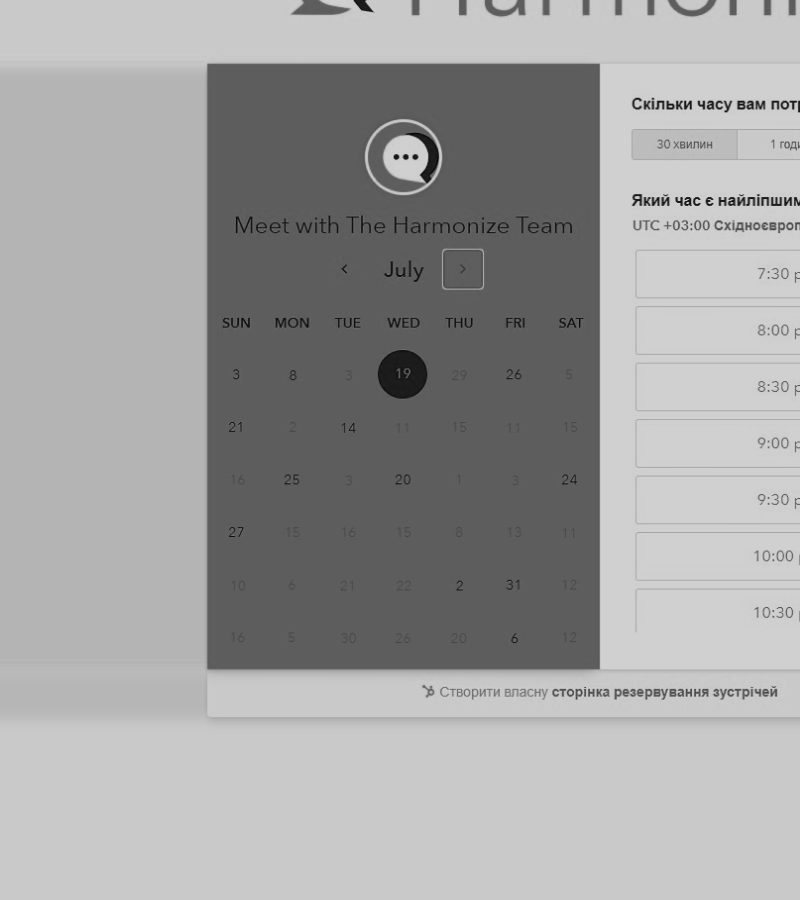 Harmoni
Meet with The Harmonize Team
July
SUN MON TUE WED THU FRI SAT
3 8 3 19 29 26 5
21 2 14 11 15 11 15
16 25 3 20 1 3 24
27 15 16 15 8 13 11
10 6 21 22 2 31 12
16 5 30 26 20 6 12
Скільки часу вам потр
30 хвилин 1 годи
Який час є найліпшим
UTC +03:00 Східноєвроп
7:30 p
8:00 p
8:30 p
9:00 p
9:30 p
10:00 p
10:30 p
Створити власну сторінка резервування зустрічей